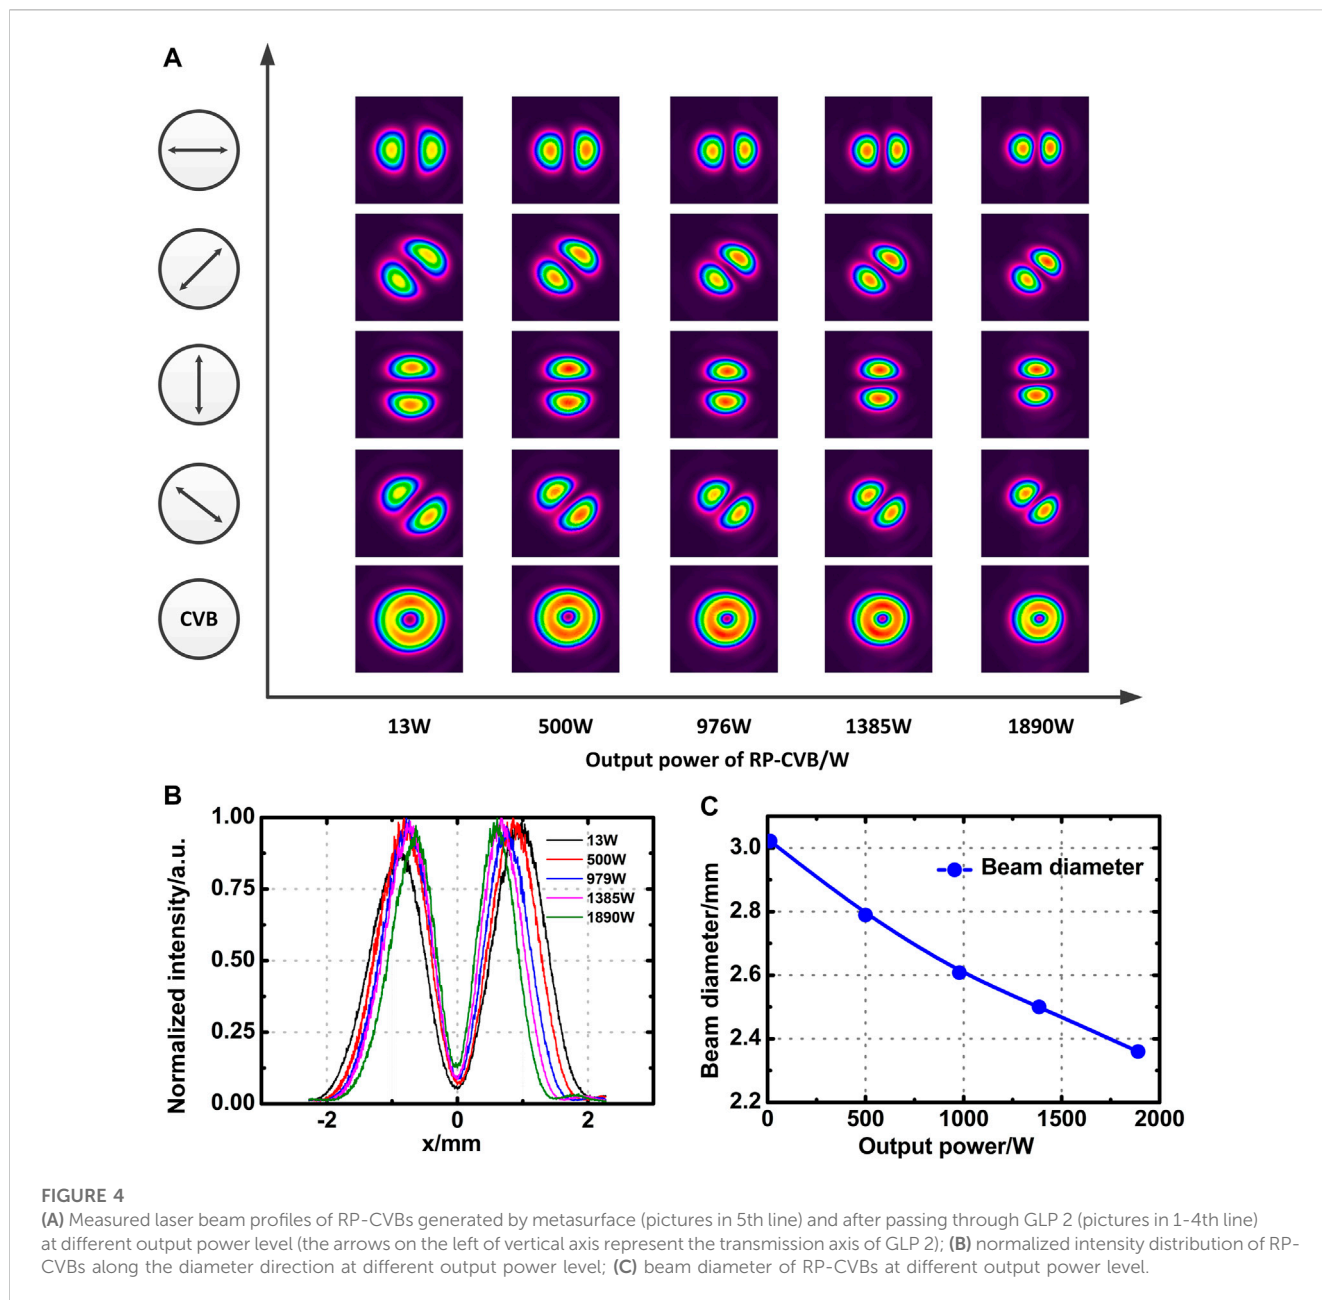 A
CVB
13W 500W 976W 1385W 1890W
Output power of RP-CVB/W
B
1.00
0.75
0.50
0.25
0.00
-2 0 2
x/mm
Normalized intensity/a.u.
13W
500W
979W
1385W
1890W
C
3.0
2.8
2.6
2.4
2.2
0 500 1000 1500 2000
Output power/W
Beam diameter/mm
Beam diameter
FIGURE 4
(A) Measured laser beam profiles of RP-CVBs generated by metasurface (pictures in 5th line) and after passing through GLP 2 (pictures in 1-4th line)
at different output power level (the arrows on the left of vertical axis represent the transmission axis of GLP 2); (B) normalized intensity distribution of RP-
CVBs along the diameter direction at different output power level; (C) beam diameter of RP-CVBs at different output power level.